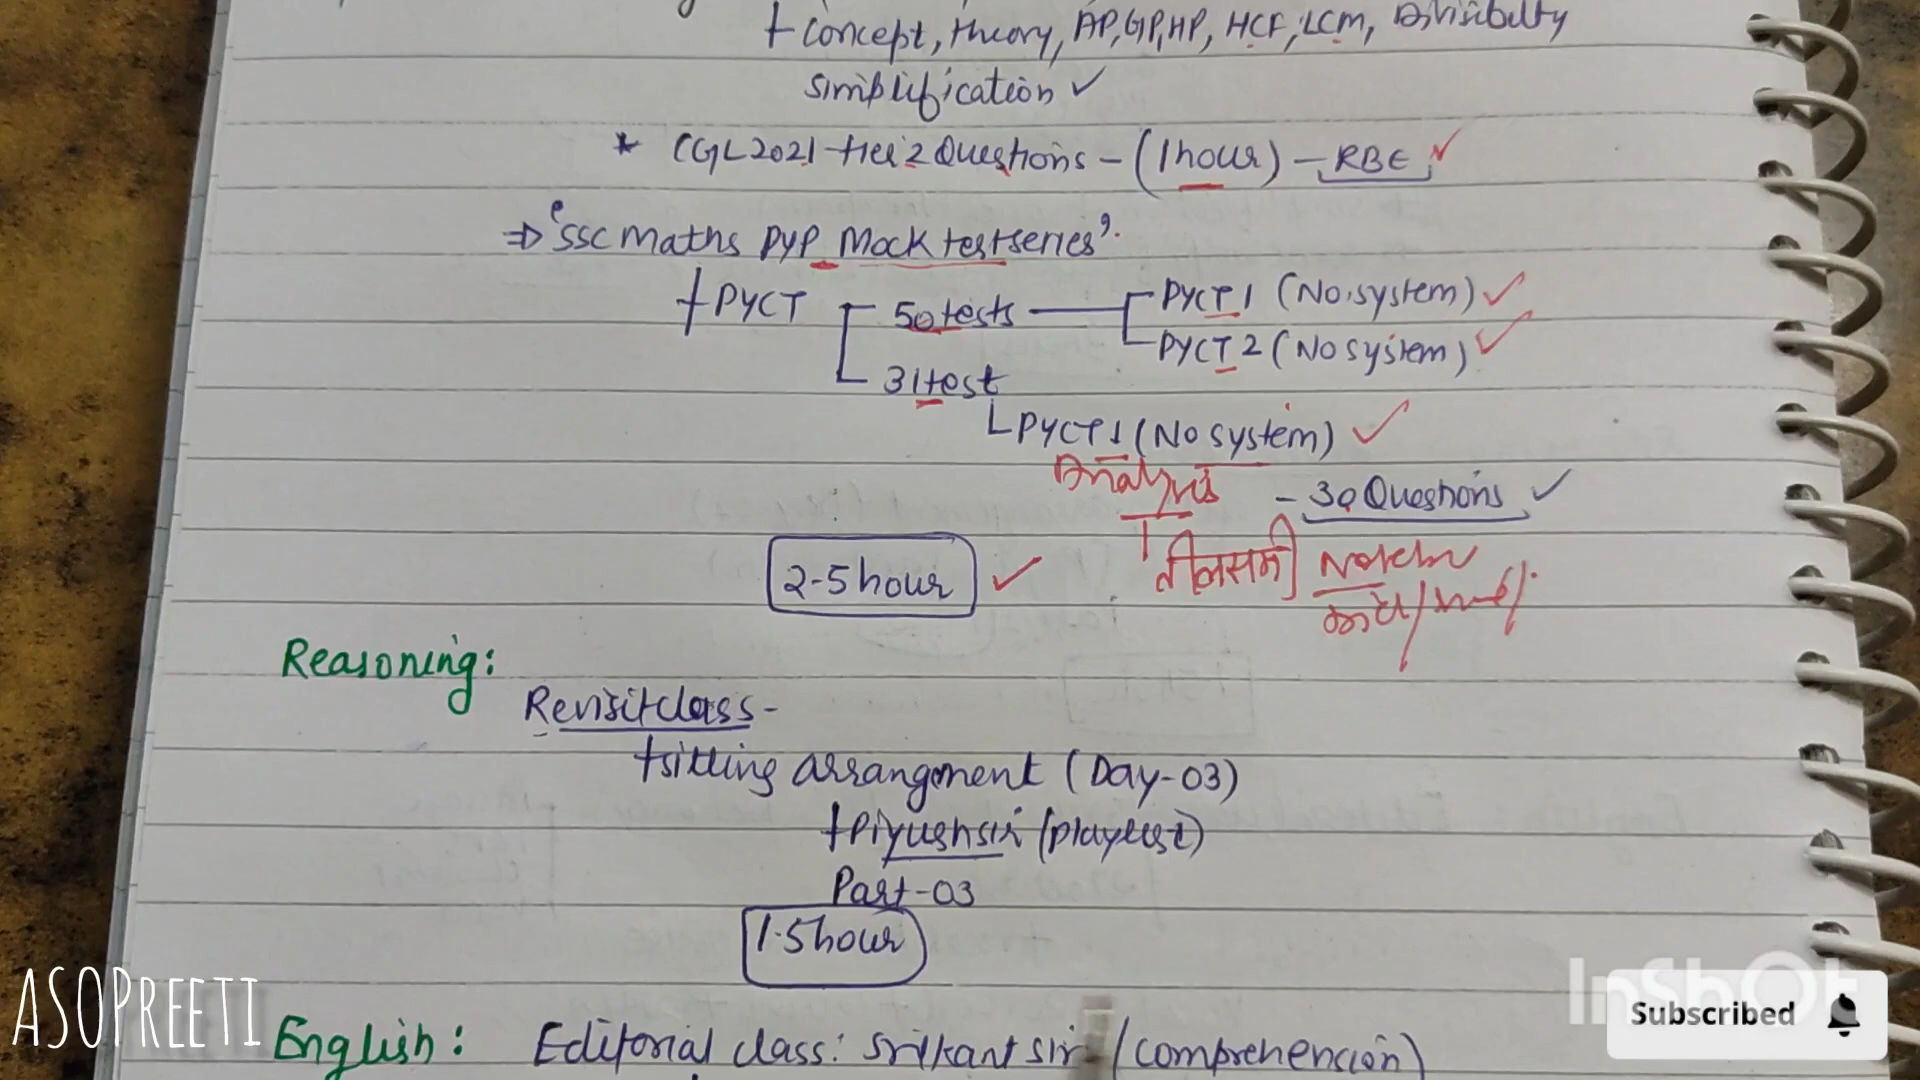 + concept, theory, AP, GP, HP, HCF, LCM, Divisibility
simplification ✓
* CGL 2021 tier 2 Questions - (1 hour) - RBE ✓
⇒ 'SSC Maths PYP Mock test series'.
+ PYCT 50 tests PYCT 1 (No. system) ✓
PYCT 2 (No system) ✓
31 test
PYCT 1 (No system) ✓
Analysis - 30 Questions ✓
2-5 hour ✓
Reasoning:
Revisit class -
+ sitting arrangement (Day-03)
+ Piyush sir (playlist)
Part-03
1.5 hour
English: Editorial class: Srikant sir (comprehension)
ASOPREETI
InShOt
Subscribed